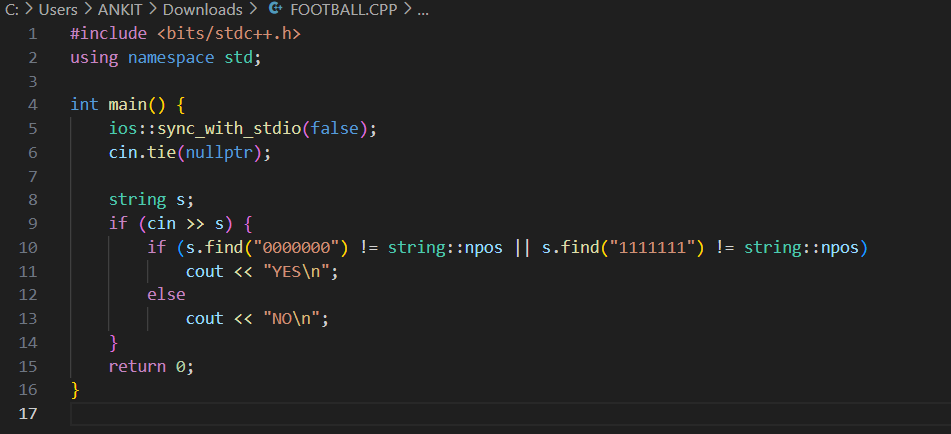 C: > Users > ANKIT > Downloads > FOOTBALL.CPP > ...
1 #include <bits/stdc++.h>
2 using namespace std;
3
4 int main() {
5     ios::sync_with_stdio(false);
6     cin.tie(nullptr);
7
8     string s;
9     if (cin >> s) {
10         if (s.find("0000000") != string::npos || s.find("1111111") != string::npos)
11             cout << "YES\n";
12         else
13             cout << "NO\n";
14     }
15     return 0;
16 }
17